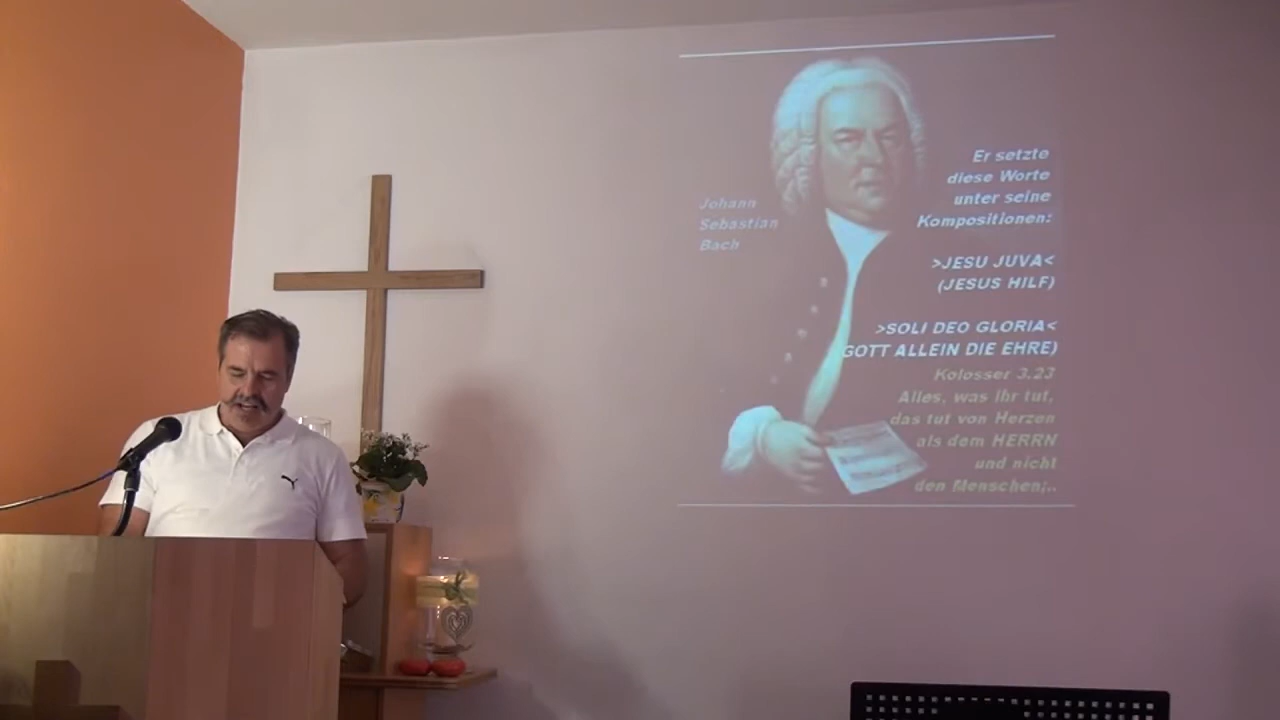 Johann
Sebastian
Bach
Er setzte
diese Worte
unter seine
Kompositionen:
>JESU JUVA<
(JESUS HILF)
>SOLI DEO GLORIA<
GOTT ALLEIN DIE EHRE)
Kolosser 3.23
Alles, was ihr tut,
das tut von Herzen
als dem HERRN
und nicht
den Menschen;..